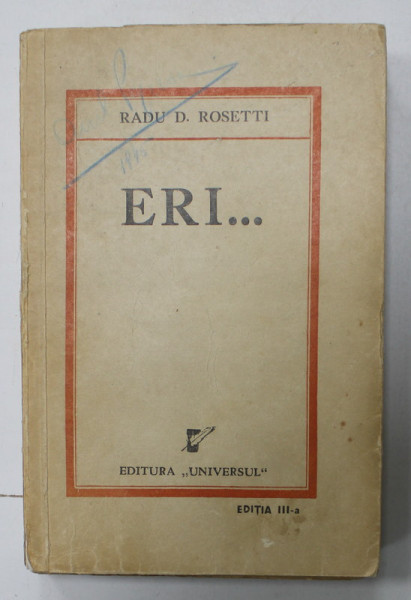 RADU D. ROSETTI
ERI...
EDITURA „UNIVERSUL“
EDIȚIA III-a